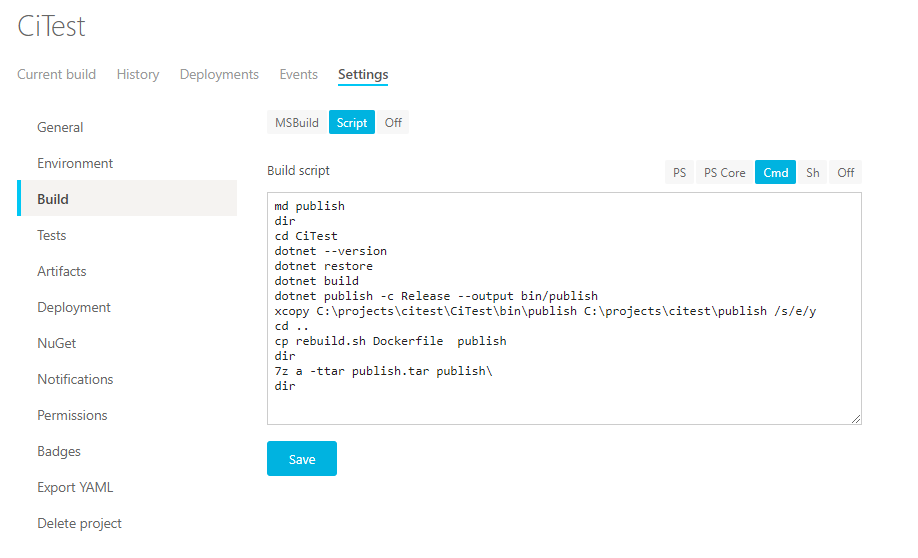 CiTest
Current build History Deployments Events Settings
General
Environment
Build
Tests
Artifacts
Deployment
NuGet
Notifications
Permissions
Badges
Export YAML
Delete project
MSBuild Script Off
Build script PS PS Core Cmd Sh Off
md publish
dir
cd CiTest
dotnet --version
dotnet restore
dotnet build
dotnet publish -c Release --output bin/publish
xcopy C:\projects\citest\CiTest\bin\publish C:\projects\citest\publish /s/e/y
cd ..
cp rebuild.sh Dockerfile  publish
dir
7z a -ttar publish.tar publish\
dir
Save